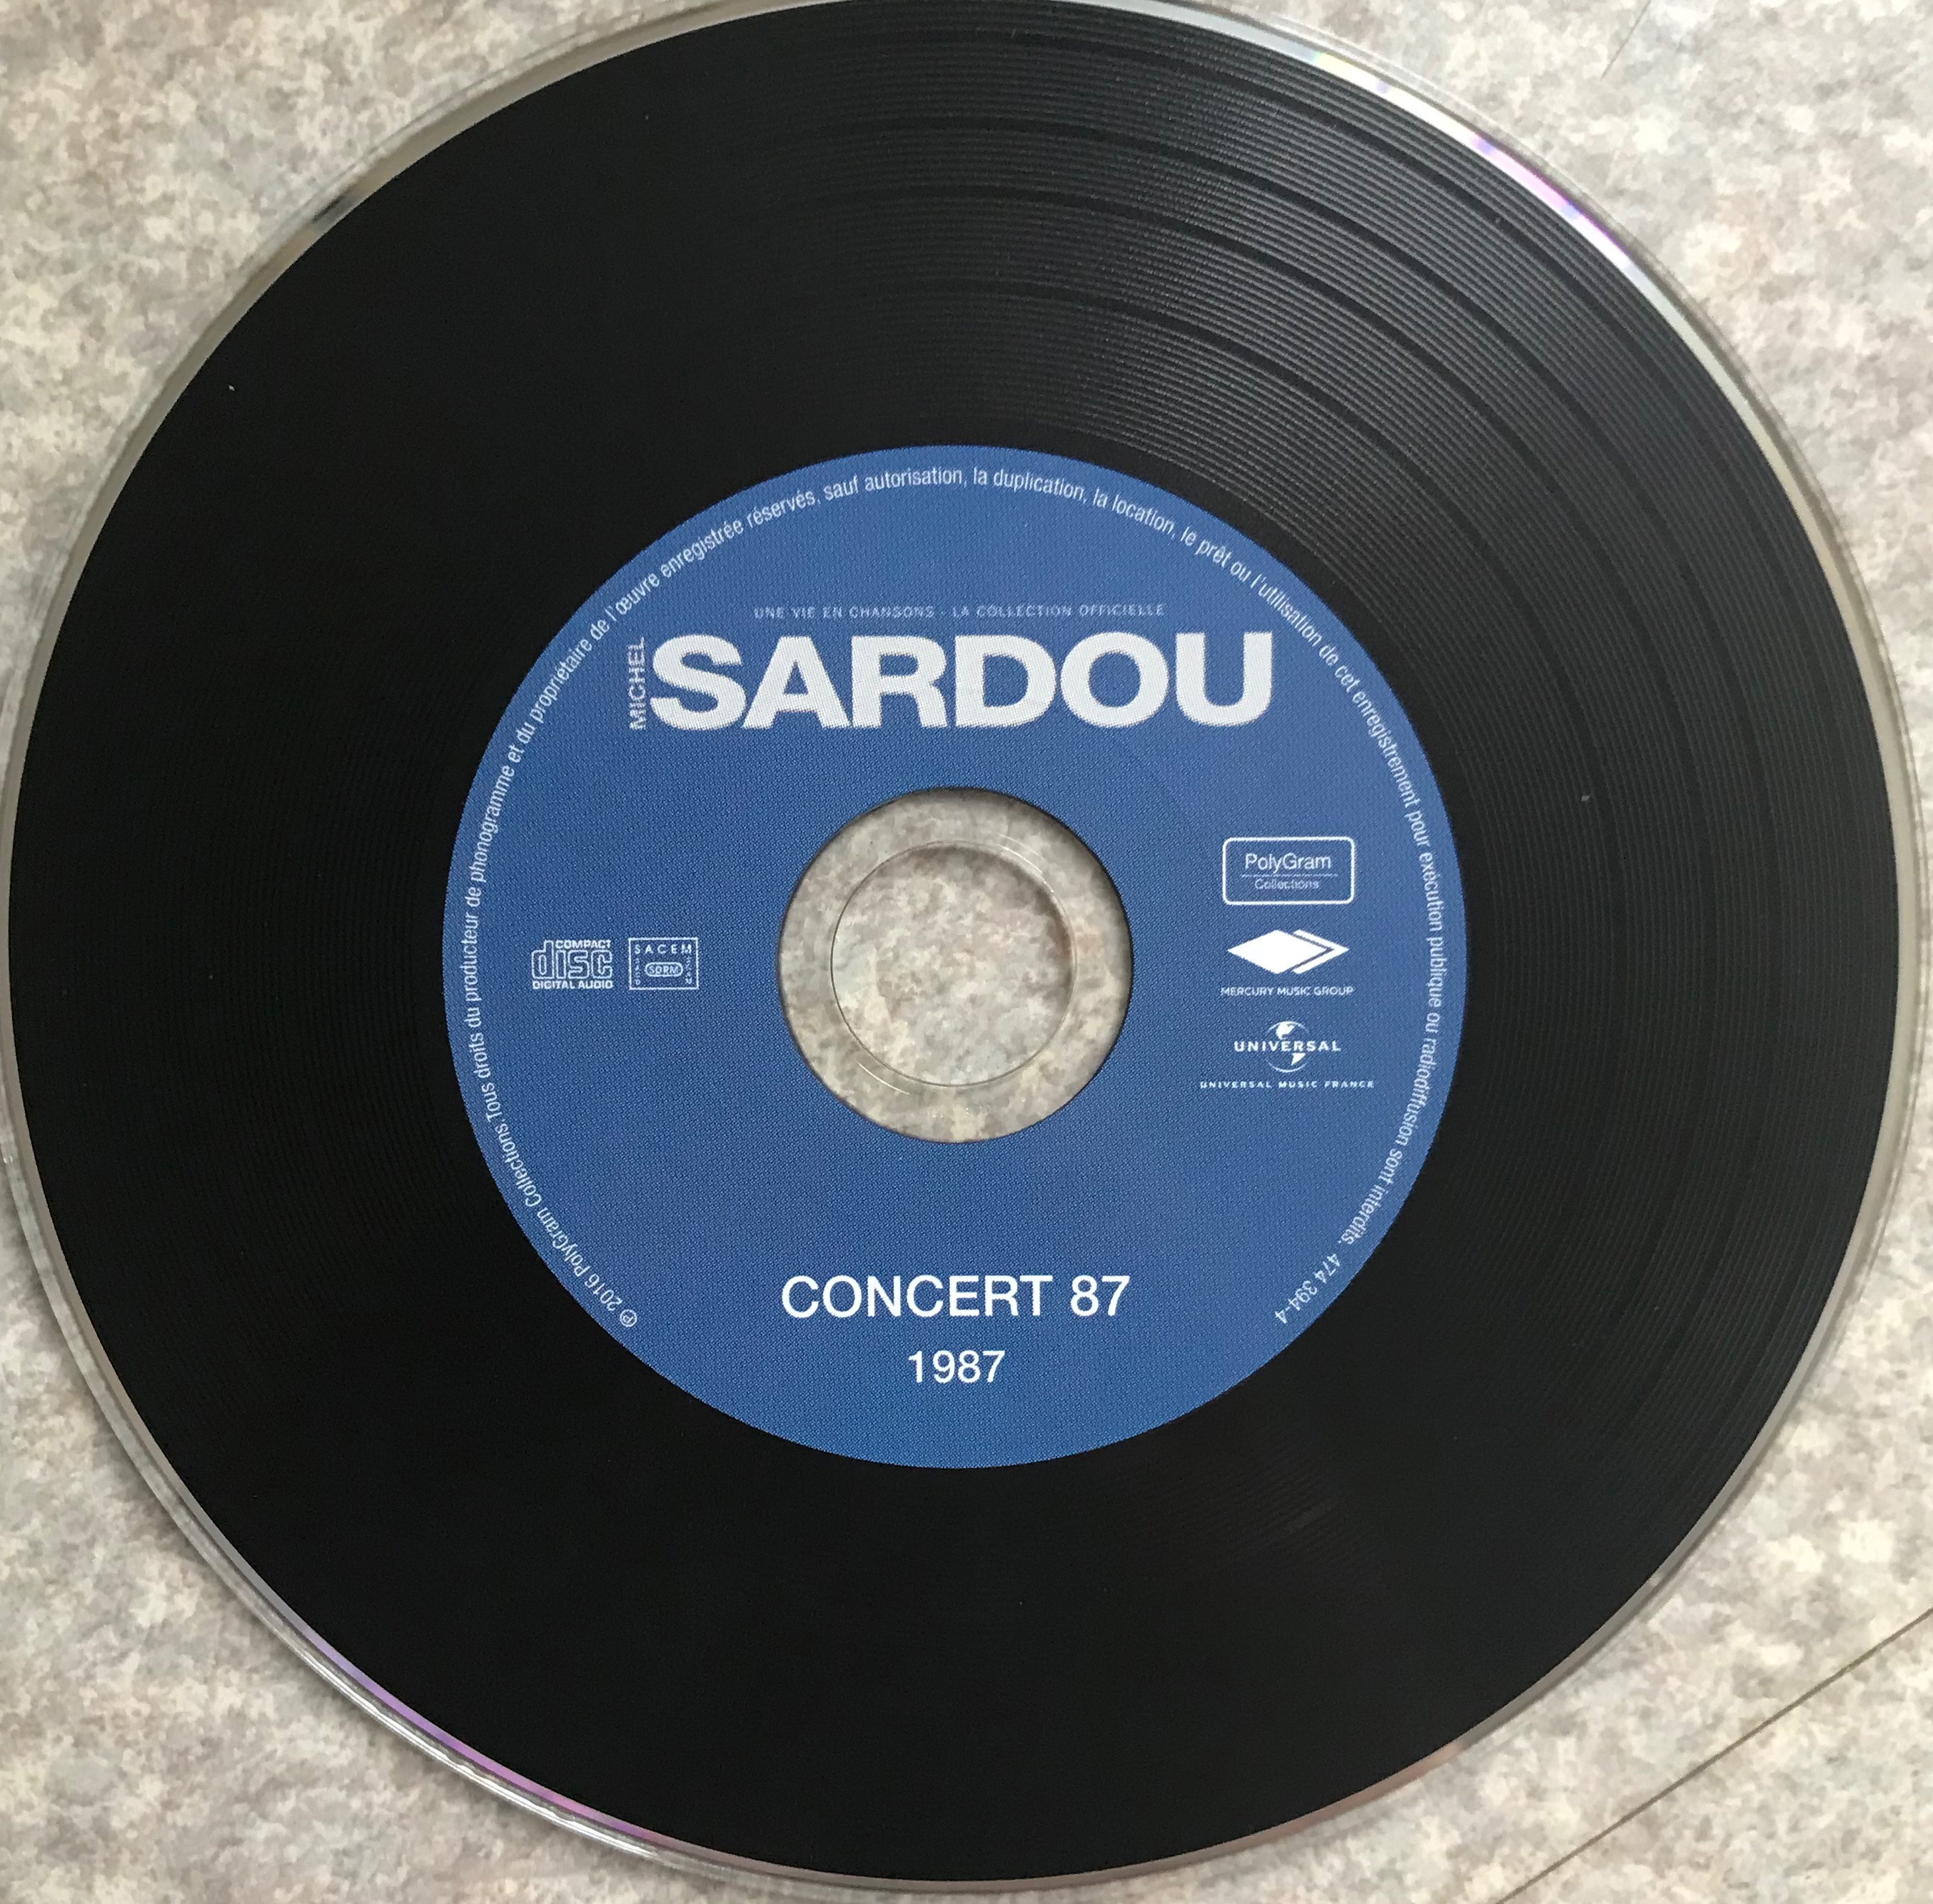 ℗ 2016 PolyGram Collections. Tous droits du producteur de phonogramme et du propriétaire de l'œuvre enregistrée réservés, sauf autorisation, la duplication, la location, le prêt ou l'utilisation de cet enregistrement pour exécution publique ou radiodiffusion sont interdits. 474 394-4
UNE VIE EN CHANSONS - LA COLLECTION OFFICIELLE
MICHEL
SARDOU
COMPACT
disc
DIGITAL AUDIO
SACEM
SDRM
PolyGram
Collections
MERCURY MUSIC GROUP
UNIVERSAL
UNIVERSAL MUSIC FRANCE
CONCERT 87
1987